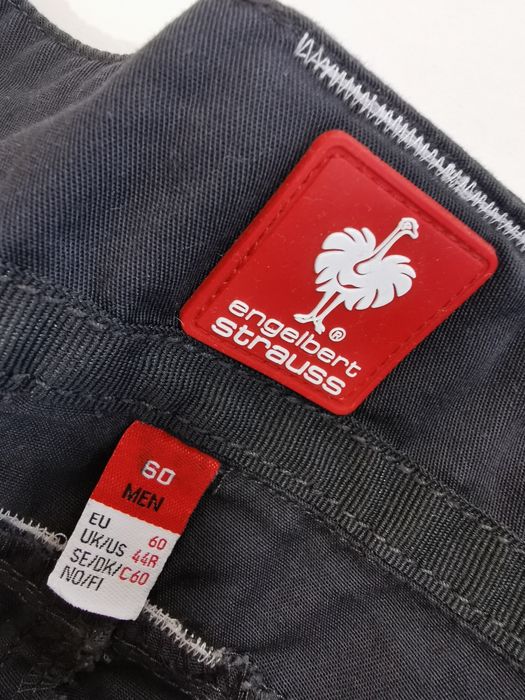 ®
engelbert
strauss
60
MEN
EU 60
UK/US 44R
SE/DK/ C60
NO/FI